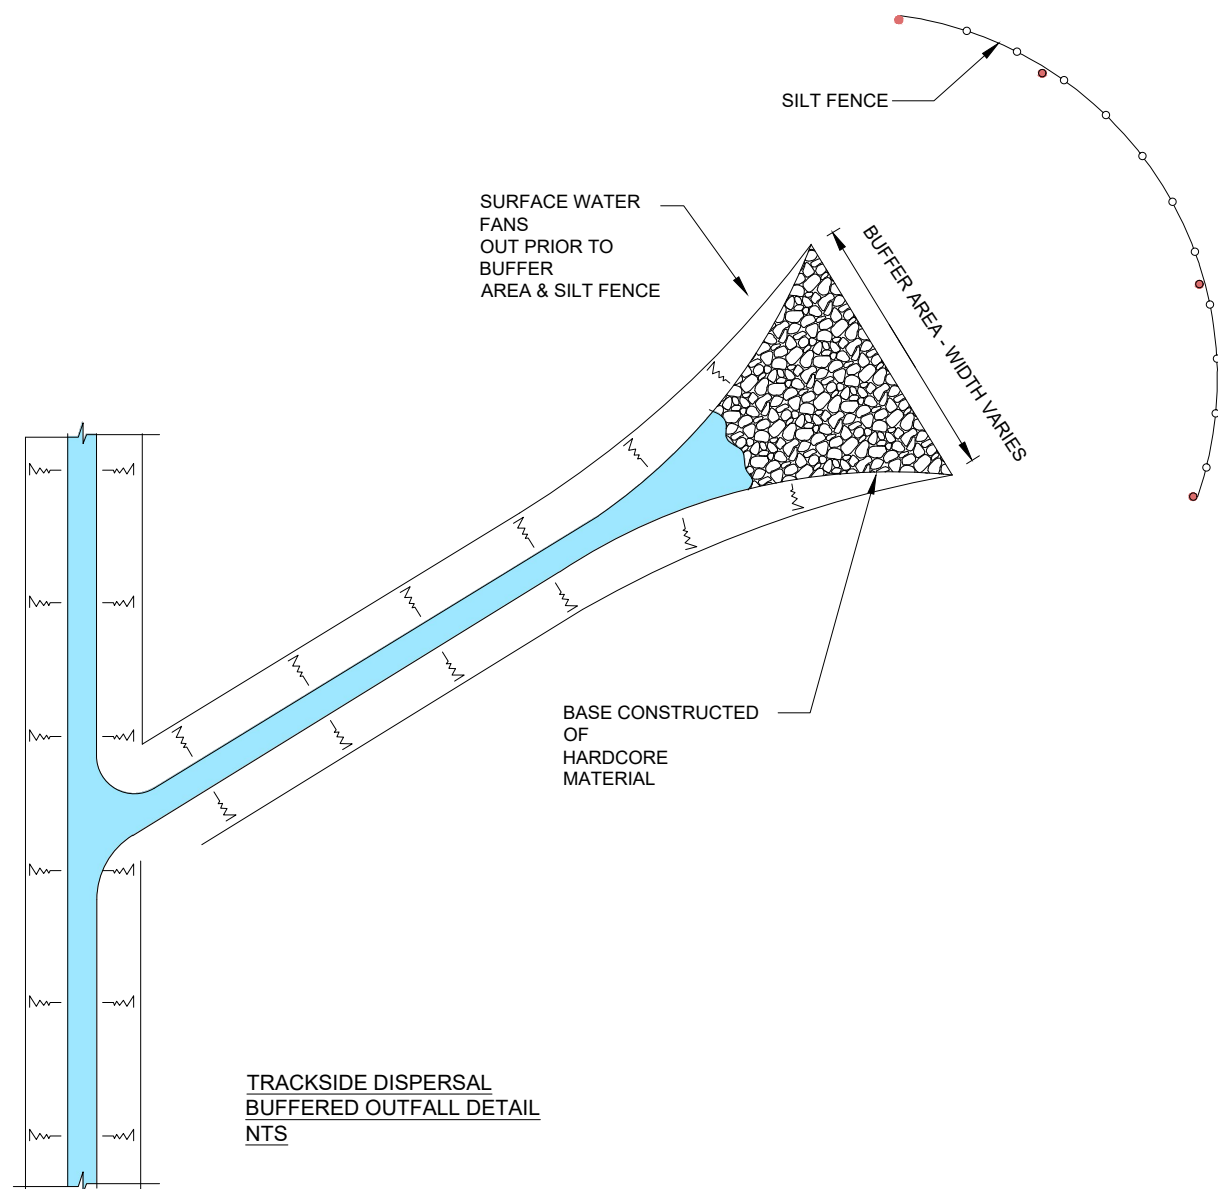 SILT FENCE
SURFACE WATER
FANS
OUT PRIOR TO
BUFFER
AREA & SILT FENCE
BUFFER AREA - WIDTH VARIES
BASE CONSTRUCTED
OF
HARDCORE
MATERIAL
TRACKSIDE DISPERSAL
BUFFERED OUTFALL DETAIL
NTS